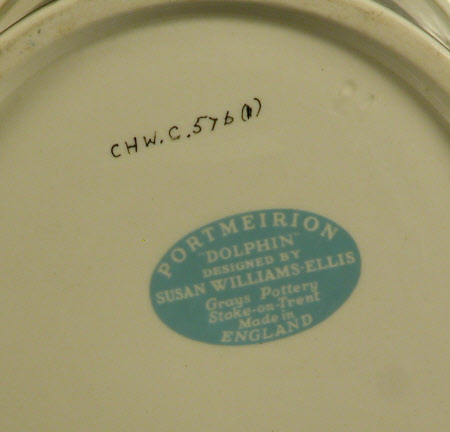 CHW.C.576(1)
PORTMEIRION
"DOLPHIN"
DESIGNED BY
SUSAN WILLIAMS-ELLIS
Grays Pottery
Stoke-on-Trent
Made in
ENGLAND